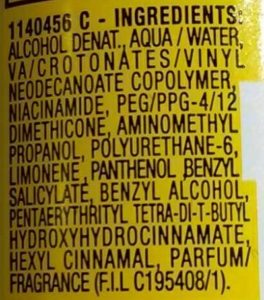 1140456 C - INGREDIENTS:
ALCOHOL DENAT., AQUA / WATER,
VA/CROTONATES/VINYL
NEODECANOATE COPOLYMER,
NIACINAMIDE, PEG/PPG-4/12
DIMETHICONE, AMINOMETHYL
PROPANOL, POLYURETHANE-6,
LIMONENE, PANTHENOL, BENZYL
SALICYLATE, BENZYL ALCOHOL,
PENTAERYTHRITYL TETRA-DI-T-BUTYL
HYDROXYHYDROCINNAMATE,
HEXYL CINNAMAL, PARFUM/
FRAGRANCE (F.I.L C195408/1).